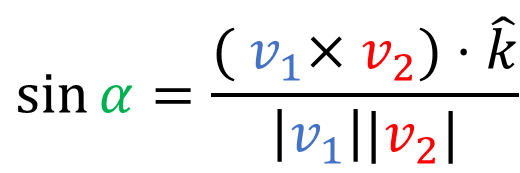 sin α = ( v₁ × v₂ ) · k̂ / |v₁||v₂|